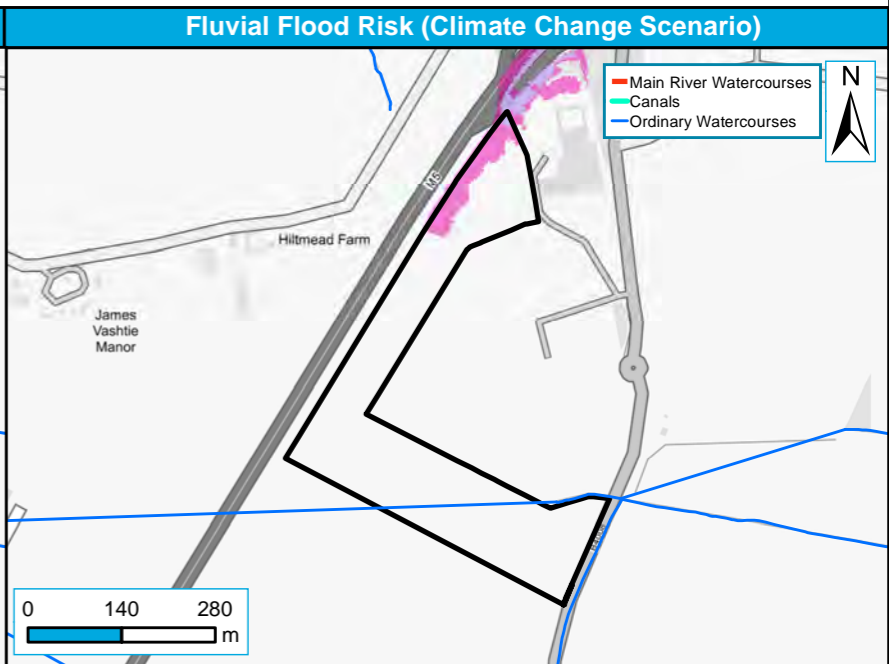 Fluvial Flood Risk (Climate Change Scenario)
Main River Watercourses
Canals
Ordinary Watercourses
N
M5
Hiltmead Farm
James
Vashtie
Manor
0 140 280
m